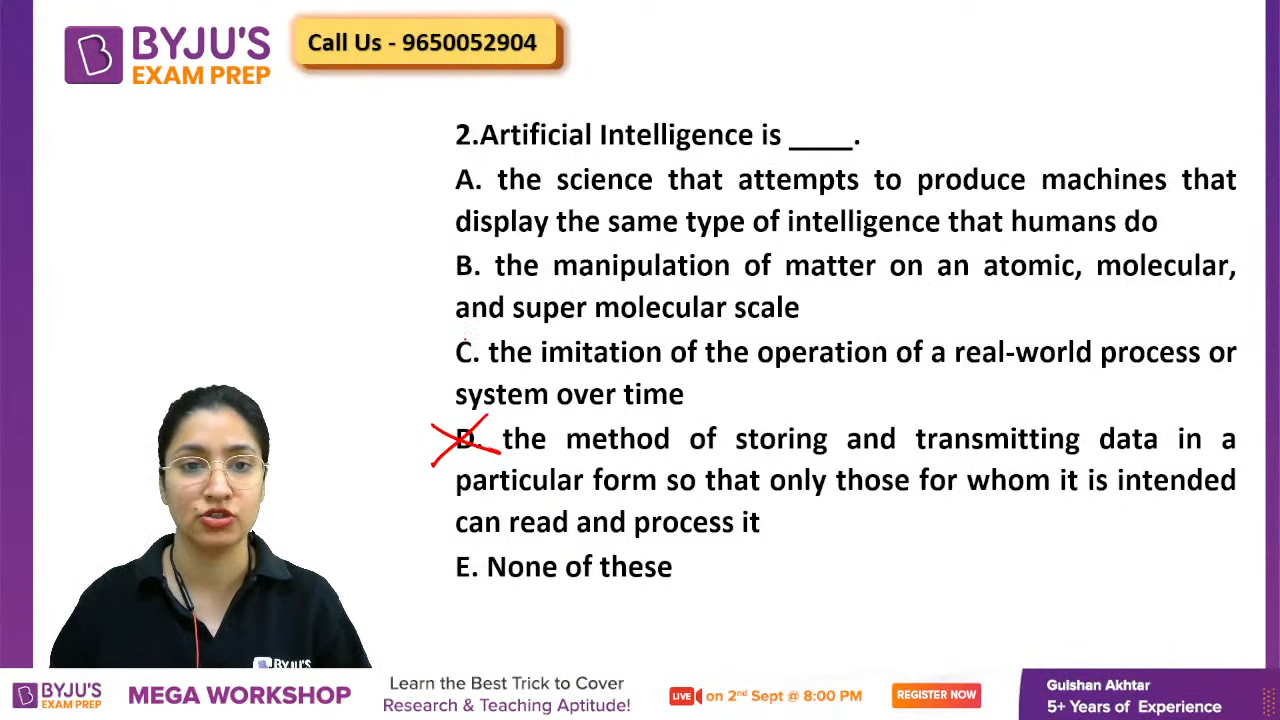 BYJU'S
EXAM PREP
Call Us - 9650052904
2.Artificial Intelligence is ____.
A. the science that attempts to produce machines that
display the same type of intelligence that humans do
B. the manipulation of matter on an atomic, molecular,
and super molecular scale
C. the imitation of the operation of a real-world process or
system over time
D. the method of storing and transmitting data in a
particular form so that only those for whom it is intended
can read and process it
E. None of these
BYJU'S
BYJU'S
EXAM PREP
MEGA WORKSHOP
Learn the Best Trick to Cover
Research & Teaching Aptitude!
LIVE on 2nd Sept @ 8:00 PM
REGISTER NOW
Gulshan Akhtar
5+ Years of Experience